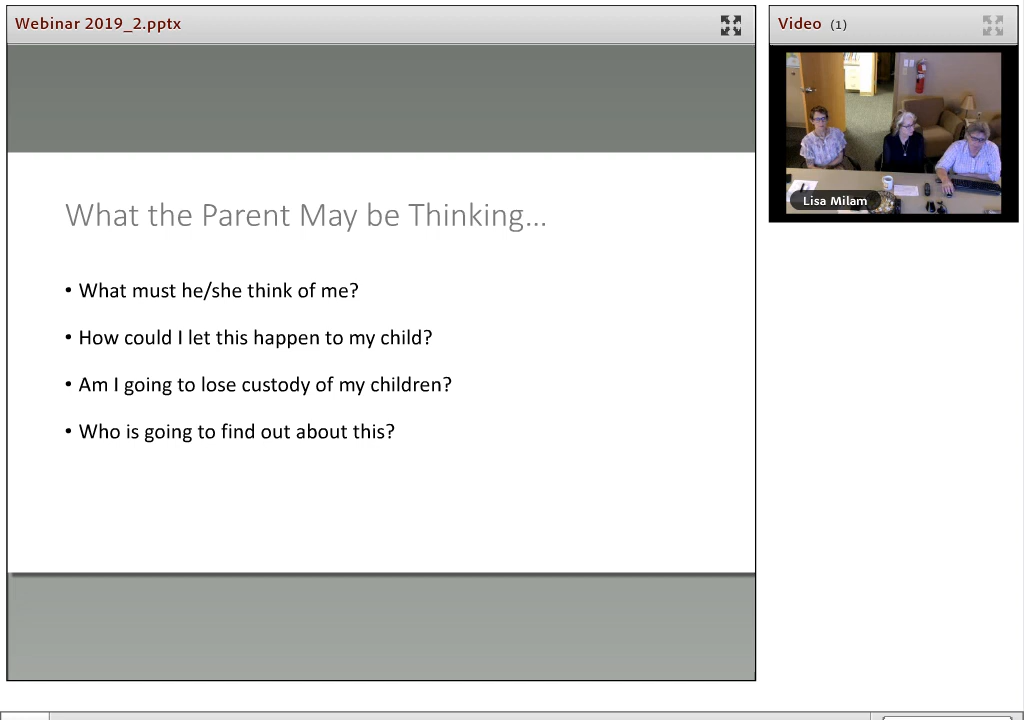 Webinar 2019_2.pptx
Video (1)
Lisa Milam
What the Parent May be Thinking...
• What must he/she think of me?
• How could I let this happen to my child?
• Am I going to lose custody of my children?
• Who is going to find out about this?